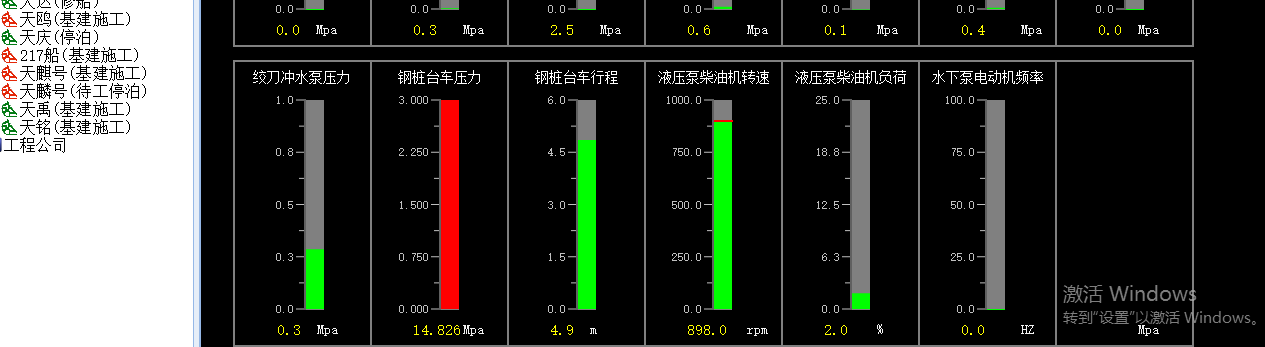 天达(修船)
天鸥(基建施工)
天庆(停泊)
217船(基建施工)
天麒号(基建施工)
天麟号(待工停泊)
天禹(基建施工)
天铭(基建施工)
工程公司
0.0 0.0 0.0 0.0 0.0 0.0
0.0 Mpa 0.3 Mpa 2.5 Mpa 0.6 Mpa 0.1 Mpa 0.4 Mpa 0.0 Mpa
绞刀冲水泵压力 钢桩台车压力 钢桩台车行程 液压泵柴油机转速 液压泵柴油机负荷 水下泵电动机频率
1.0 3.000 6.0 1000.0 25.0 100.0
0.8 2.250 4.5 750.0 18.8 75.0
0.5 1.500 3.0 500.0 12.5 50.0
0.3 0.750 1.5 250.0 6.3 25.0
0.0 0.000 0.0 0.0 0.0 0.0
0.3 Mpa 14.826 Mpa 4.9 m 898.0 rpm 2.0 % 0.0 HZ Mpa
激活 Windows
转到"设置"以激活 Windows。